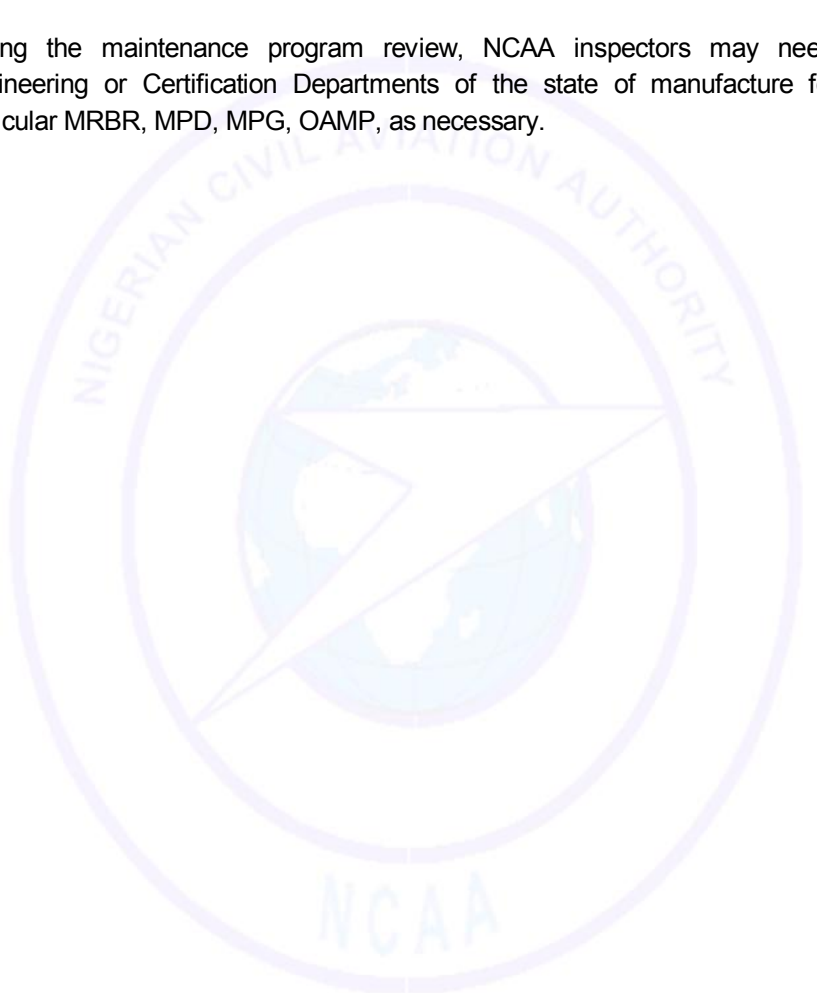 ng the maintenance program review, NCAA inspectors may nee
ineering or Certification Departments of the state of manufacture f
icular MRBR, MPD, MPG, OAMP, as necessary.
NIGERIAN CIVIL AVIATION AUTHORITY
NCAA